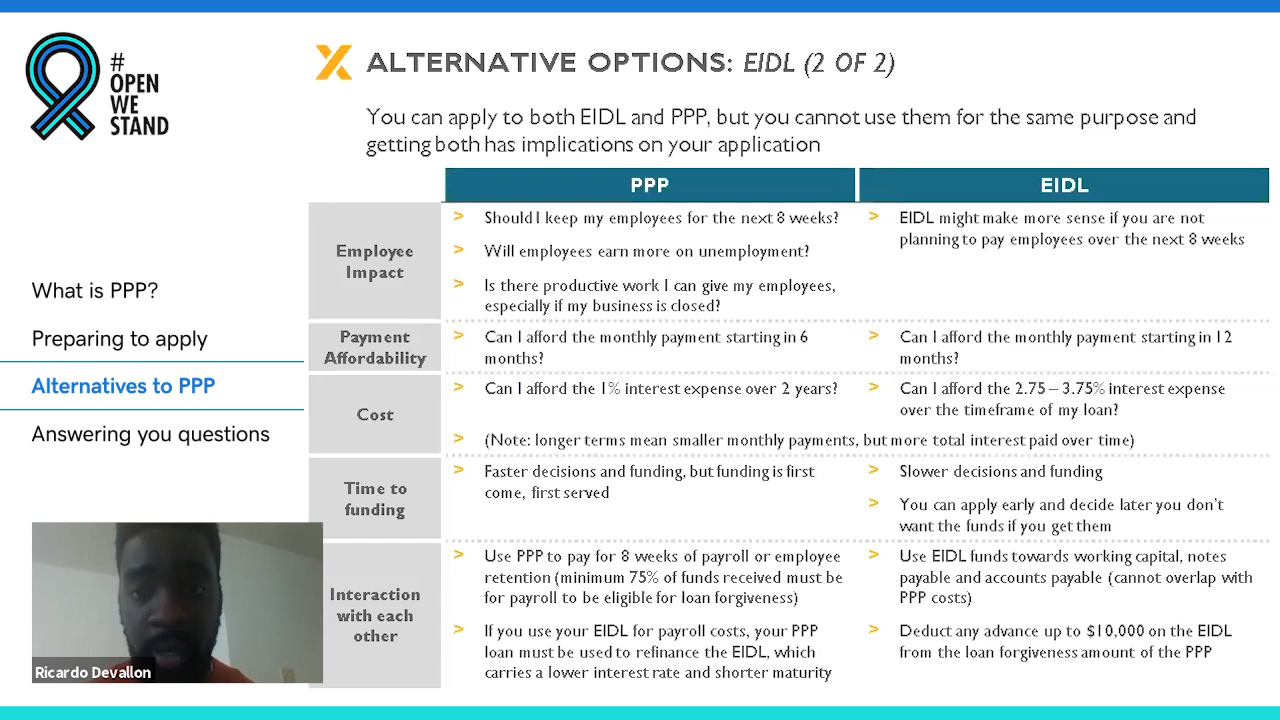 #
OPEN
WE
STAND
ALTERNATIVE OPTIONS: EIDL (2 OF 2)
You can apply to both EIDL and PPP, but you cannot use them for the same purpose and
getting both has implications on your application
What is PPP?
Preparing to apply
Alternatives to PPP
Answering you questions
PPP
EIDL
Employee
Impact
> Should I keep my employees for the next 8 weeks?
> Will employees earn more on unemployment?
> Is there productive work I can give my employees,
especially if my business is closed?
> EIDL might make more sense if you are not
planning to pay employees over the next 8 weeks
Payment
Affordability
> Can I afford the monthly payment starting in 6
months?
> Can I afford the monthly payment starting in 12
months?
Cost
> Can I afford the 1% interest expense over 2 years?
> Can I afford the 2.75 – 3.75% interest expense
over the timeframe of my loan?
> (Note: longer terms mean smaller monthly payments, but more total interest paid over time)
Time to
funding
> Faster decisions and funding, but funding is first
come, first served
> Slower decisions and funding
> You can apply early and decide later you don't
want the funds if you get them
Interaction
with each
other
> Use PPP to pay for 8 weeks of payroll or employee
retention (minimum 75% of funds received must be
for payroll to be eligible for loan forgiveness)
> If you use your EIDL for payroll costs, your PPP
loan must be used to refinance the EIDL, which
carries a lower interest rate and shorter maturity
> Use EIDL funds towards working capital, notes
payable and accounts payable (cannot overlap with
PPP costs)
> Deduct any advance up to $10,000 on the EIDL
from the loan forgiveness amount of the PPP
Ricardo Devallon